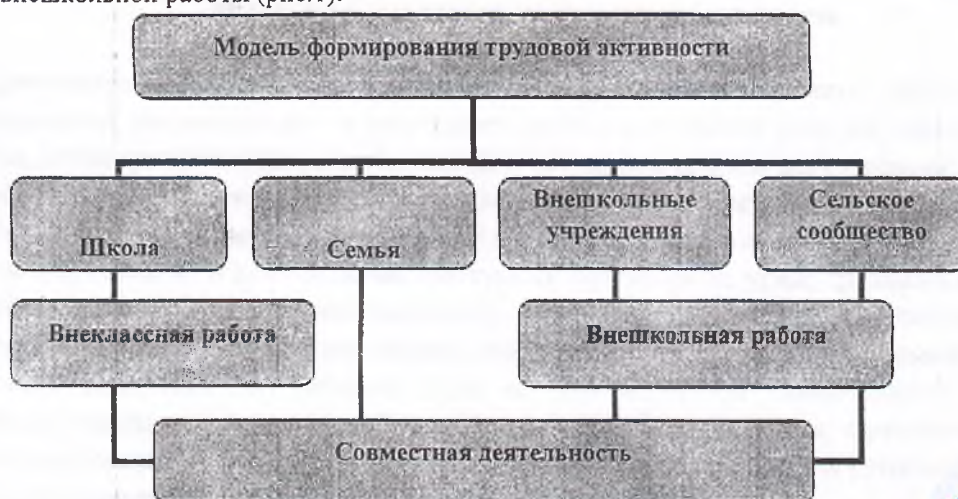 внешкольной работы (рис.1).
Модель формирования трудовой активности
Школа
Семья
Внешкольные
учреждения
Сельское
сообщество
Внеклассная работа
Внешкольная работа
Совместная деятельность